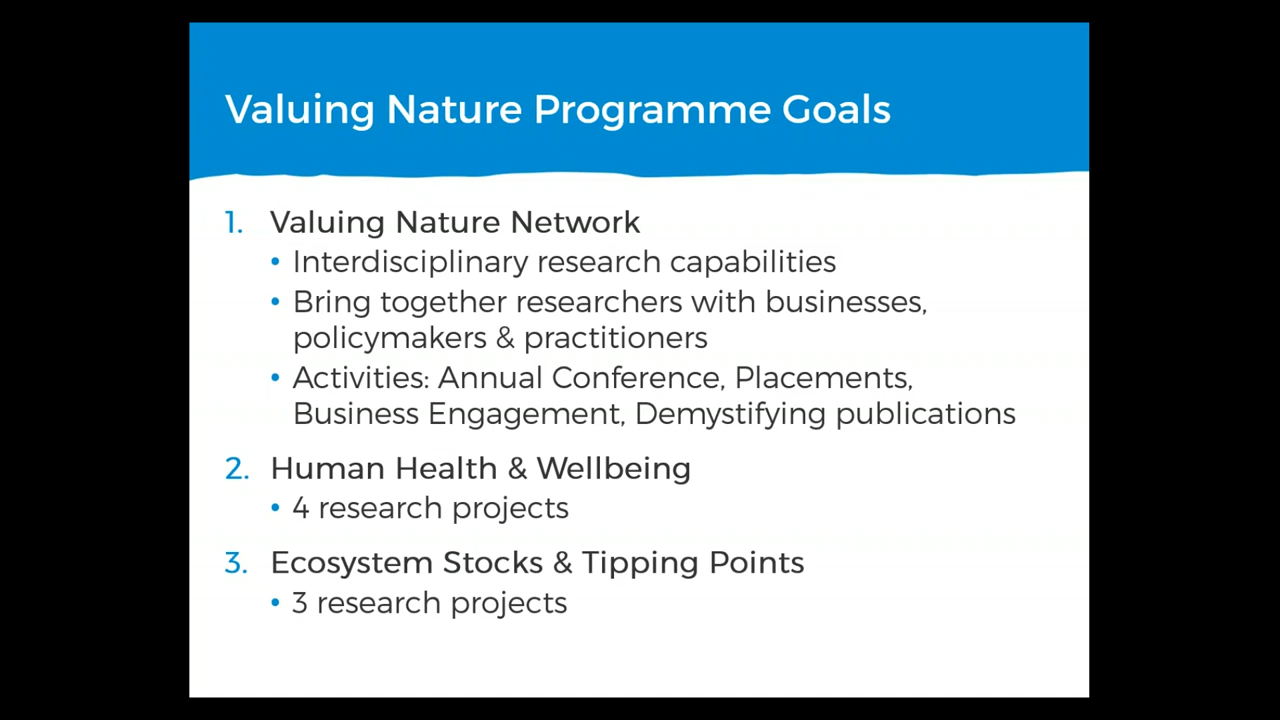 Valuing Nature Programme Goals
1. Valuing Nature Network
• Interdisciplinary research capabilities
• Bring together researchers with businesses,
policymakers & practitioners
• Activities: Annual Conference, Placements,
Business Engagement, Demystifying publications
2. Human Health & Wellbeing
• 4 research projects
3. Ecosystem Stocks & Tipping Points
• 3 research projects